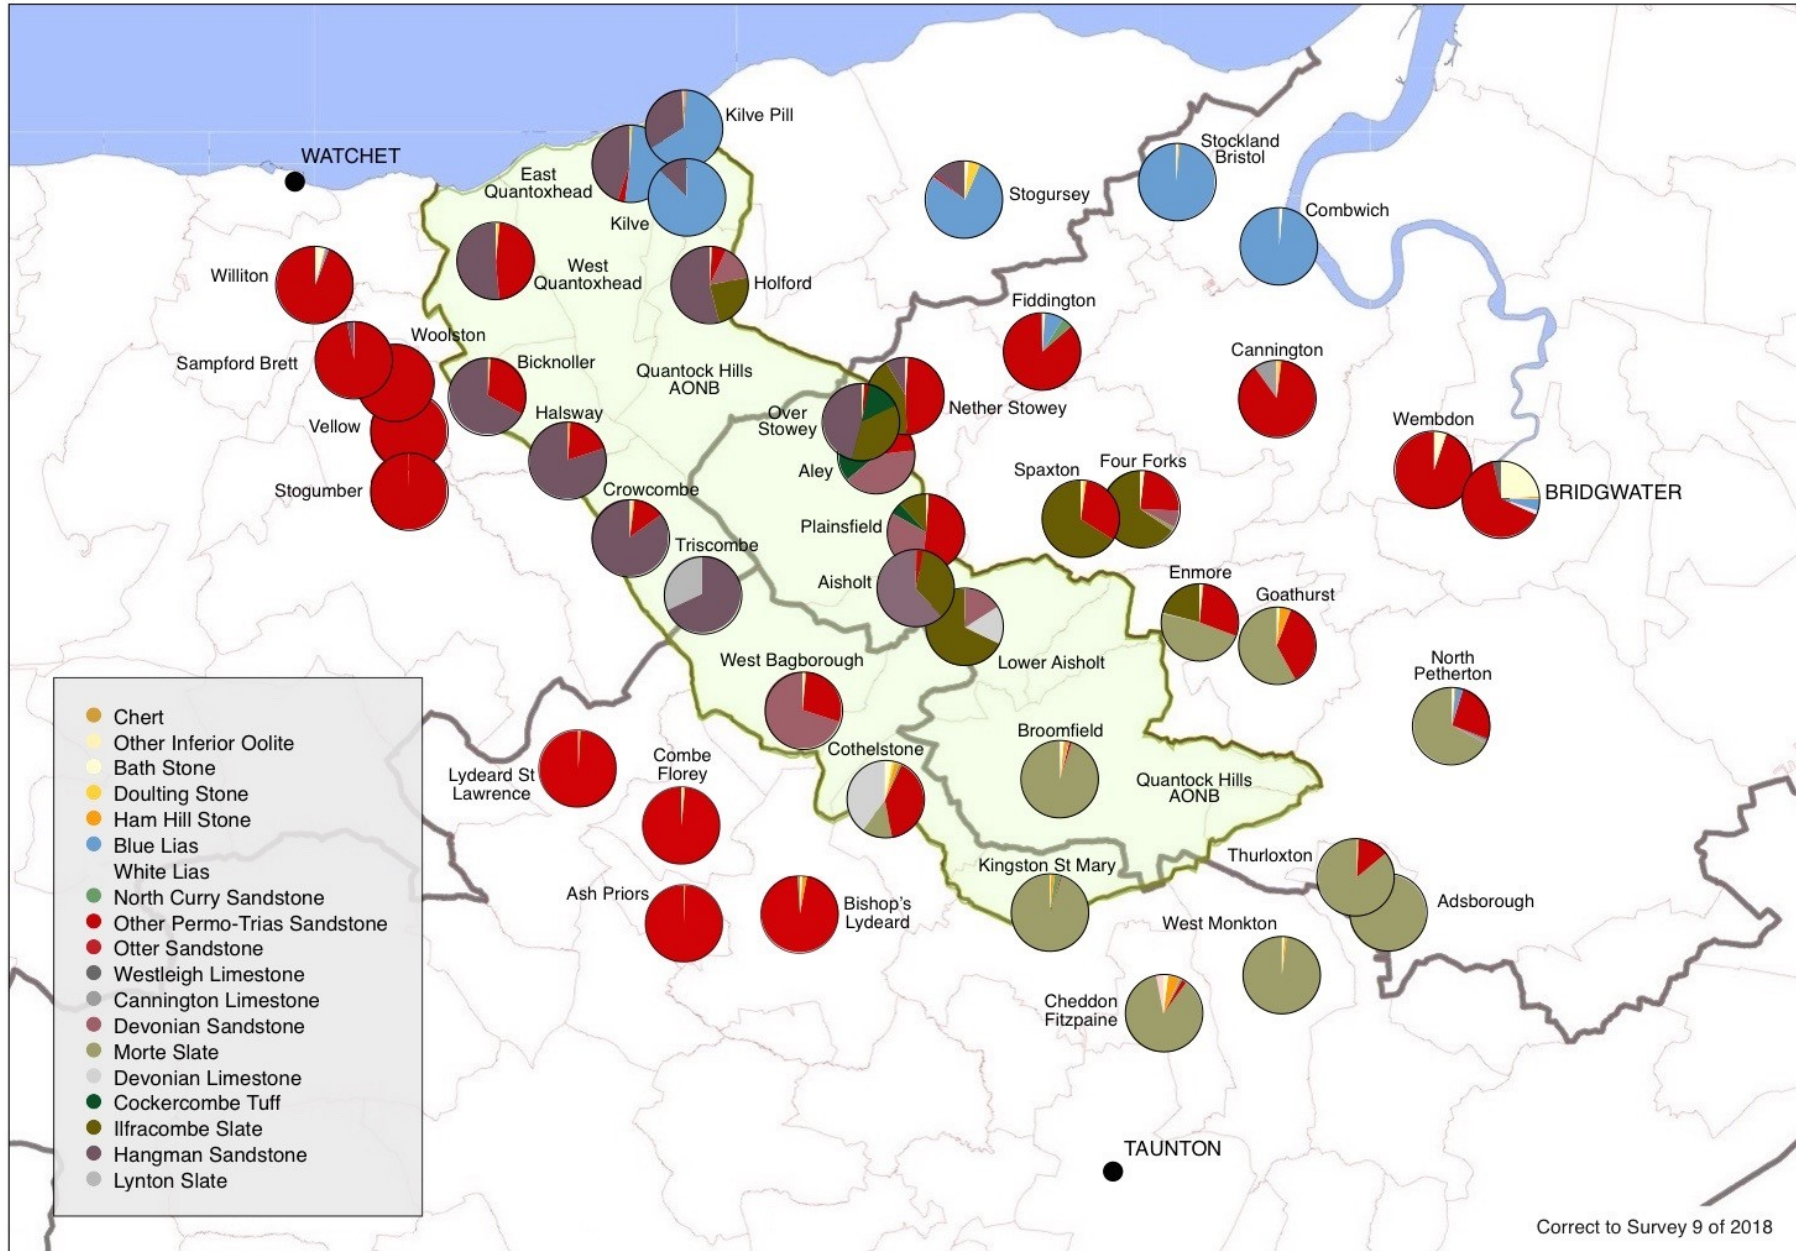 Kilve Pill
WATCHET
Stockland
Bristol
East
Quantoxhead
Stogursey
Kilve
Combwich
Williton
West
Quantoxhead
Holford
Fiddington
Woolston
Sampford Brett
Bicknoller
Quantock Hills
AONB
Cannington
Halsway
Over
Stowey
Nether Stowey
Vellow
Wembdon
Aley
Spaxton
Four Forks
Stogumber
Crowcombe
BRIDGWATER
Plainsfield
Triscombe
Aisholt
Enmore
Goathurst
West Bagborough
Lower Aisholt
North
Petherton
Chert
Other Inferior Oolite
Bath Stone
Doulting Stone
Ham Hill Stone
Blue Lias
White Lias
North Curry Sandstone
Other Permo-Trias Sandstone
Otter Sandstone
Westleigh Limestone
Cannington Limestone
Devonian Sandstone
Morte Slate
Devonian Limestone
Cockercombe Tuff
Ilfracombe Slate
Hangman Sandstone
Lynton Slate
Lydeard St
Lawrence
Combe
Florey
Cothelstone
Broomfield
Quantock Hills
AONB
Ash Priors
Bishop's
Lydeard
Kingston St Mary
Thurloxton
Adsborough
West Monkton
Cheddon
Fitzpaine
TAUNTON
Correct to Survey 9 of 2018